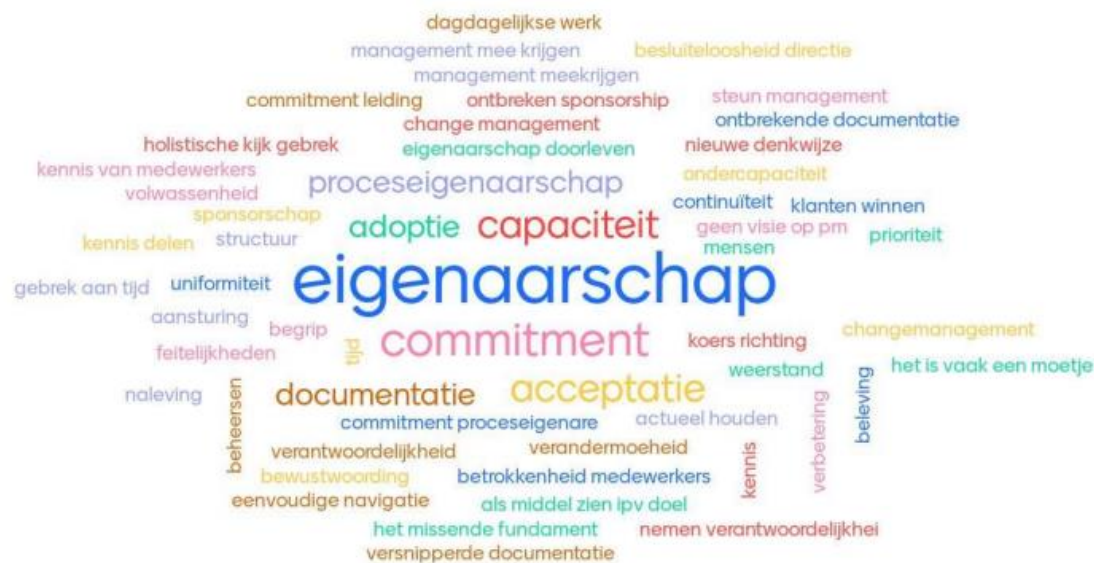 dagdagelijkse werk
management mee krijgen
besluiteloosheid directie
management meekrijgen
commitment leiding
ontbreken sponsorship
steun management
change management
ontbrekende documentatie
holistische kijk gebrek
eigenaarschap doorleven
nieuwe denkwijze
kennis van medewerkers
proceseigenaarschap
ondercapaciteit
volwassenheid
continuïteit
klanten winnen
sponsorschap
adoptie
capaciteit
geen visie op pm
prioriteit
kennis delen
structuur
mensen
eigenaarschap
gebrek aan tijd
uniformiteit
aansturing
begrip
commitment
koers richting
changemanagement
feitelijkheden
tijd
weerstand
het is vaak een moetje
naleving
beheersen
documentatie
acceptatie
verbetering
beleving
commitment proceseigenare
actueel houden
verantwoordelijkheid
verandermoeheid
kennis
bewustwoording
betrokkenheid medewerkers
eenvoudige navigatie
als middel zien ipv doel
het missende fundament
nemen verantwoordelijkhei
versnipperde documentatie